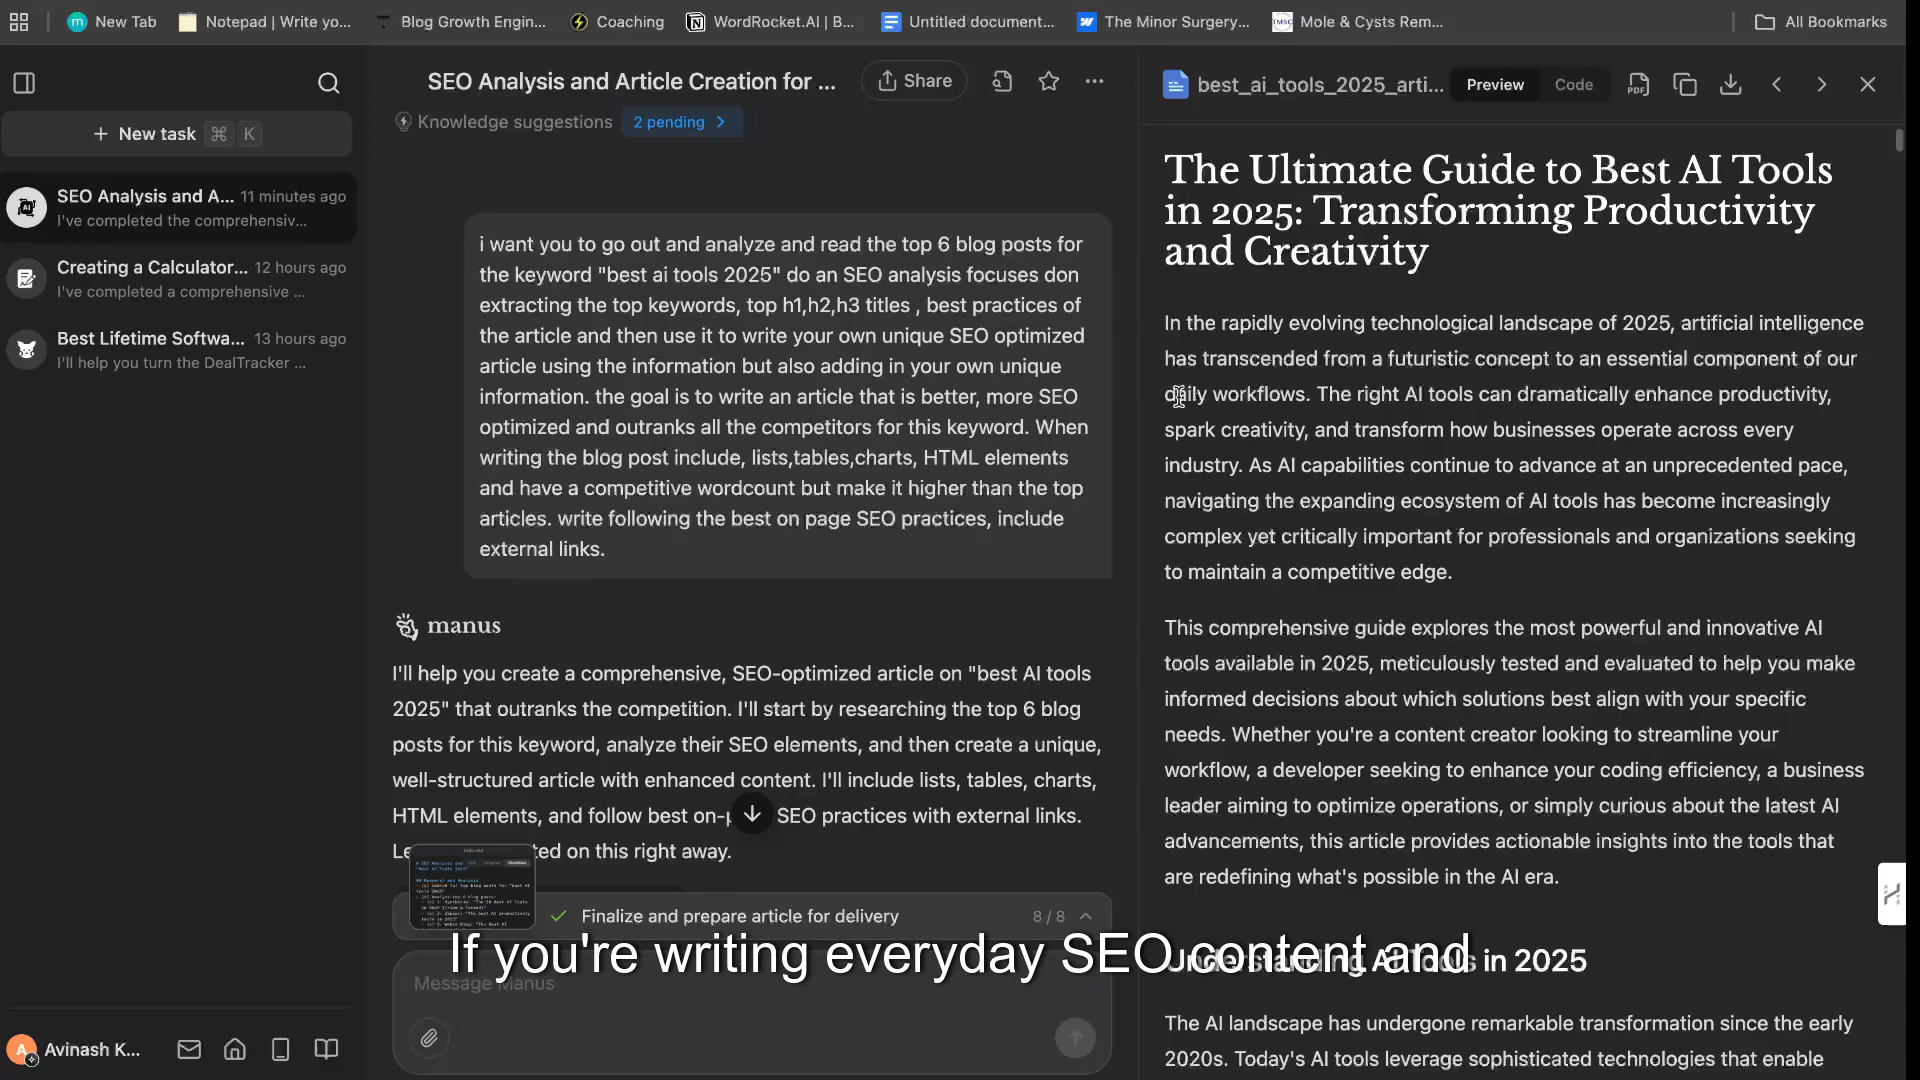 New Tab
Notepad | Write yo...
Blog Growth Engin...
Coaching
WordRocket.AI | B...
Untitled document...
The Minor Surgery...
Mole & Cysts Rem...
All Bookmarks
+ New task ⌘ K
SEO Analysis and A... 11 minutes ago
I've completed the comprehensiv...
Creating a Calculator... 12 hours ago
I've completed a comprehensive ...
Best Lifetime Softwa... 13 hours ago
I'll help you turn the DealTracker ...
Avinash K...
SEO Analysis and Article Creation for ...
Share
Knowledge suggestions
2 pending
i want you to go out and analyze and read the top 6 blog posts for
the keyword "best ai tools 2025" do an SEO analysis focuses don
extracting the top keywords, top h1,h2,h3 titles , best practices of
the article and then use it to write your own unique SEO optimized
article using the information but also adding in your own unique
information. the goal is to write an article that is better, more SEO
optimized and outranks all the competitors for this keyword. When
writing the blog post include, lists,tables,charts, HTML elements
and have a competitive wordcount but make it higher than the top
articles. write following the best on page SEO practices, include
external links.
manus
I'll help you create a comprehensive, SEO-optimized article on "best AI tools
2025" that outranks the competition. I'll start by researching the top 6 blog
posts for this keyword, analyze their SEO elements, and then create a unique,
well-structured article with enhanced content. I'll include lists, tables, charts,
HTML elements, and follow best on-p SEO practices with external links.
Le ted on this right away.
Finalize and prepare article for delivery 8 / 8
Message Manus
best_ai_tools_2025_arti...
Preview
Code
PDF
The Ultimate Guide to Best AI Tools
in 2025: Transforming Productivity
and Creativity
In the rapidly evolving technological landscape of 2025, artificial intelligence
has transcended from a futuristic concept to an essential component of our
daily workflows. The right AI tools can dramatically enhance productivity,
spark creativity, and transform how businesses operate across every
industry. As AI capabilities continue to advance at an unprecedented pace,
navigating the expanding ecosystem of AI tools has become increasingly
complex yet critically important for professionals and organizations seeking
to maintain a competitive edge.
This comprehensive guide explores the most powerful and innovative AI
tools available in 2025, meticulously tested and evaluated to help you make
informed decisions about which solutions best align with your specific
needs. Whether you're a content creator looking to streamline your
workflow, a developer seeking to enhance your coding efficiency, a business
leader aiming to optimize operations, or simply curious about the latest AI
advancements, this article provides actionable insights into the tools that
are redefining what's possible in the AI era.
Understanding AI Tools in 2025
The AI landscape has undergone remarkable transformation since the early
2020s. Today's AI tools leverage sophisticated technologies that enable
If you're writing everyday SEO content and